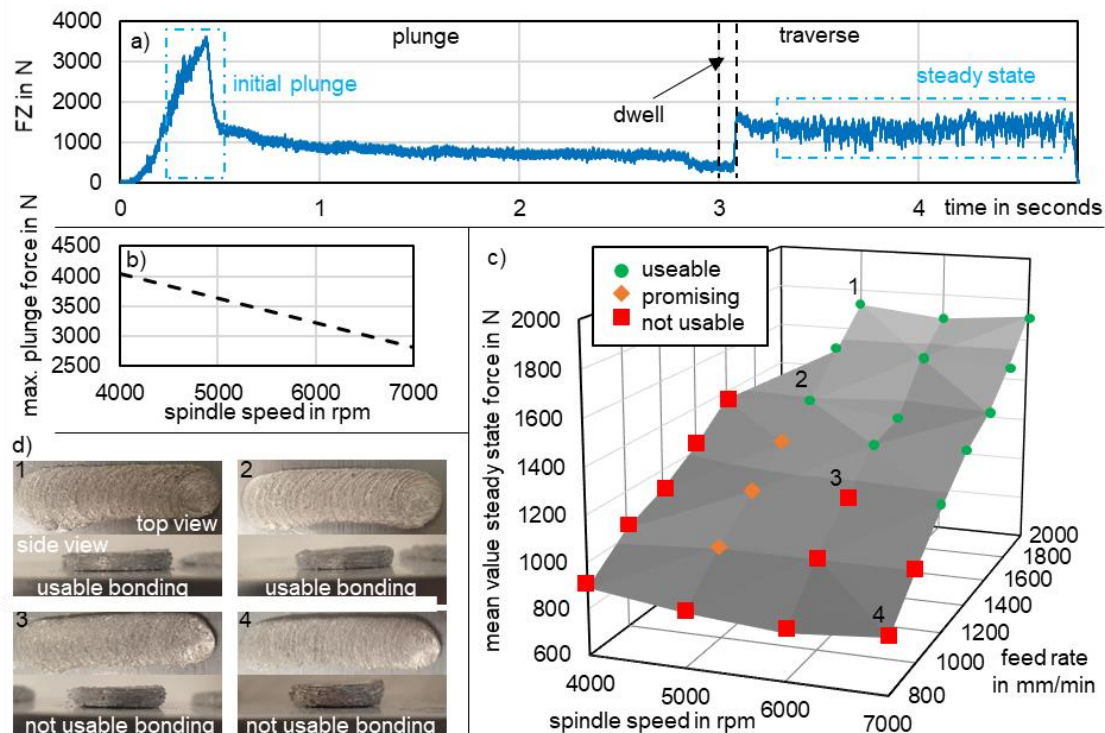 a)
plunge
traverse
initial plunge
steady state
dwell
FZ in N
4000
3000
2000
1000
0
0
1
2
3
4
time in seconds
b)
max. plunge force in N
4500
4000
3500
3000
2500
4000
5000
6000
7000
spindle speed in rpm
c)
useable
promising
not usable
mean value steady state force in N
2000
1800
1600
1400
1200
1000
800
600
1
2
3
4
4000
5000
6000
7000
spindle speed in rpm
2000
1800
1600
1400
1200
1000
800
feed rate
in mm/min
d)
1
top view
side view
usable bonding
2
usable bonding
3
not usable bonding
4
not usable bonding